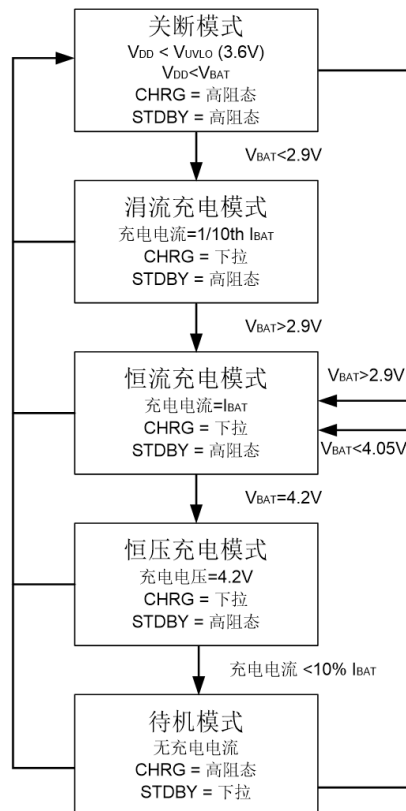 关断模式
VDD < VUVLO (3.6V)
VDD<VBAT
CHRG = 高阻态
STDBY = 高阻态
VBAT<2.9V
涓流充电模式
充电电流=1/10th IBAT
CHRG = 下拉
STDBY = 高阻态
VBAT>2.9V
恒流充电模式
充电电流=IBAT
CHRG = 下拉
STDBY = 高阻态
VBAT>2.9V
VBAT<4.05V
VBAT=4.2V
恒压充电模式
充电电压=4.2V
CHRG = 下拉
STDBY = 高阻态
充电电流 <10% IBAT
待机模式
无充电电流
CHRG = 高阻态
STDBY = 下拉